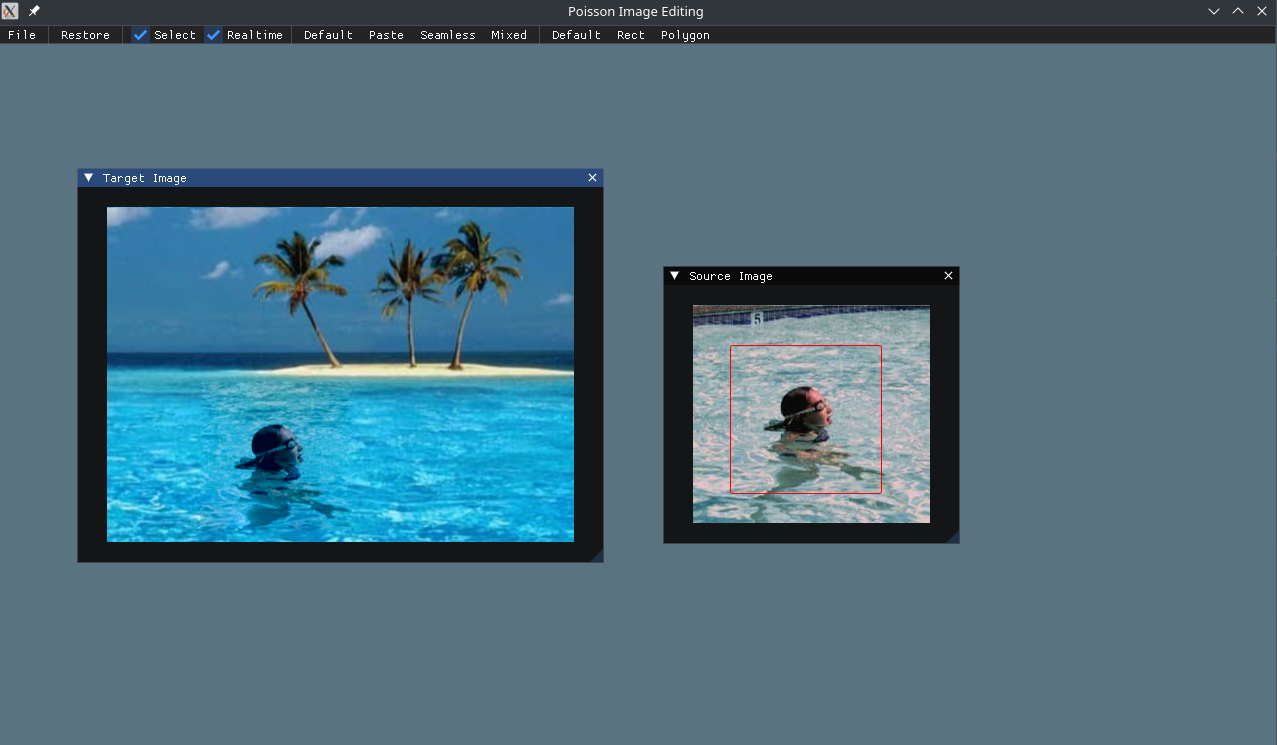 Poisson Image Editing
File Restore Select Realtime Default Paste Seamless Mixed Default Rect Polygon
Target Image
Source Image
5